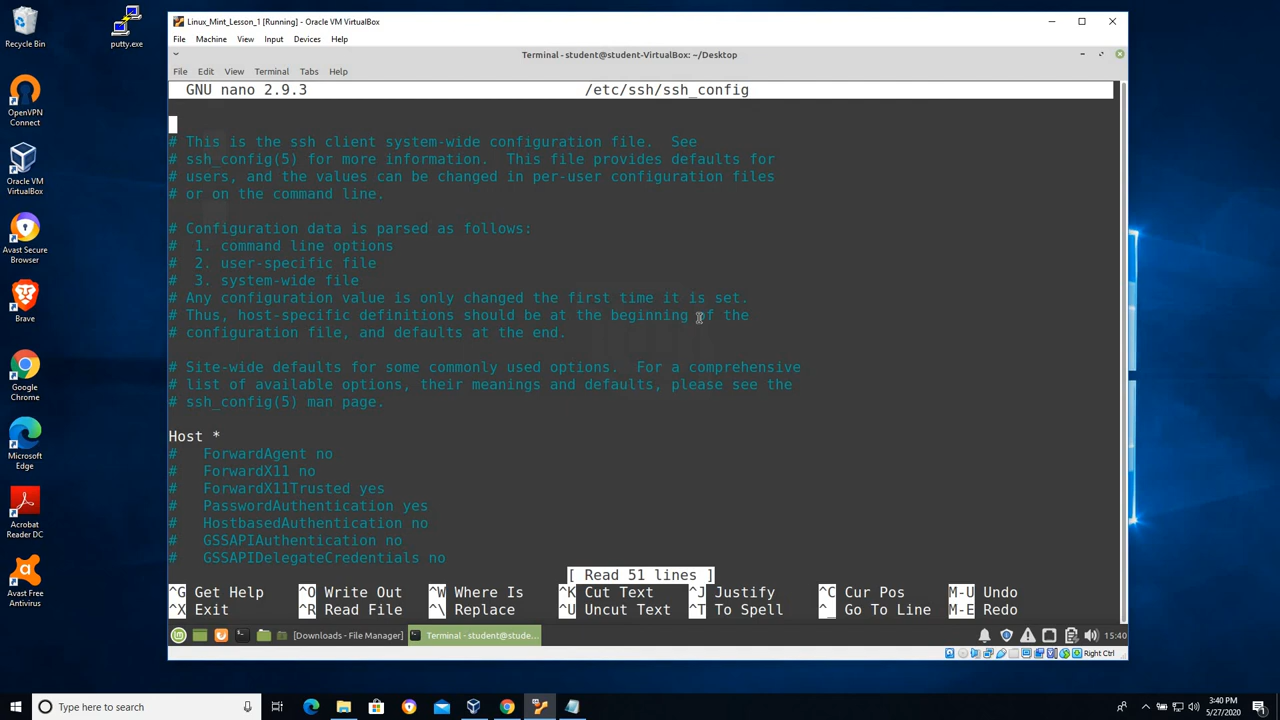 Recycle Bin
putty.exe
OpenVPN
Connect
Oracle VM
VirtualBox
Avast Secure
Browser
Brave
Google
Chrome
Microsoft
Edge
Acrobat
Reader DC
Avast Free
Antivirus
Linux_Mint_Lesson_1 [Running] - Oracle VM VirtualBox
File Machine View Input Devices Help
Terminal - student@student-VirtualBox: ~/Desktop
File Edit View Terminal Tabs Help
GNU nano 2.9.3 /etc/ssh/ssh_config
# This is the ssh client system-wide configuration file.  See
# ssh_config(5) for more information.  This file provides defaults for
# users, and the values can be changed in per-user configuration files
# or on the command line.
# Configuration data is parsed as follows:
#  1. command line options
#  2. user-specific file
#  3. system-wide file
# Any configuration value is only changed the first time it is set.
# Thus, host-specific definitions should be at the beginning of the
# configuration file, and defaults at the end.
# Site-wide defaults for some commonly used options.  For a comprehensive
# list of available options, their meanings and defaults, please see the
# ssh_config(5) man page.
Host *
#   ForwardAgent no
#   ForwardX11 no
#   ForwardX11Trusted yes
#   PasswordAuthentication yes
#   HostbasedAuthentication no
#   GSSAPIAuthentication no
#   GSSAPIDelegateCredentials no
[ Read 51 lines ]
^G Get Help ^O Write Out ^W Where Is ^K Cut Text ^J Justify ^C Cur Pos M-U Undo
^X Exit ^R Read File ^\ Replace ^U Uncut Text ^T To Spell ^_ Go To Line M-E Redo
[Downloads - File Manager] Terminal - student@stude... 15:40
Right Ctrl
Type here to search
3:40 PM
5/27/2020
1